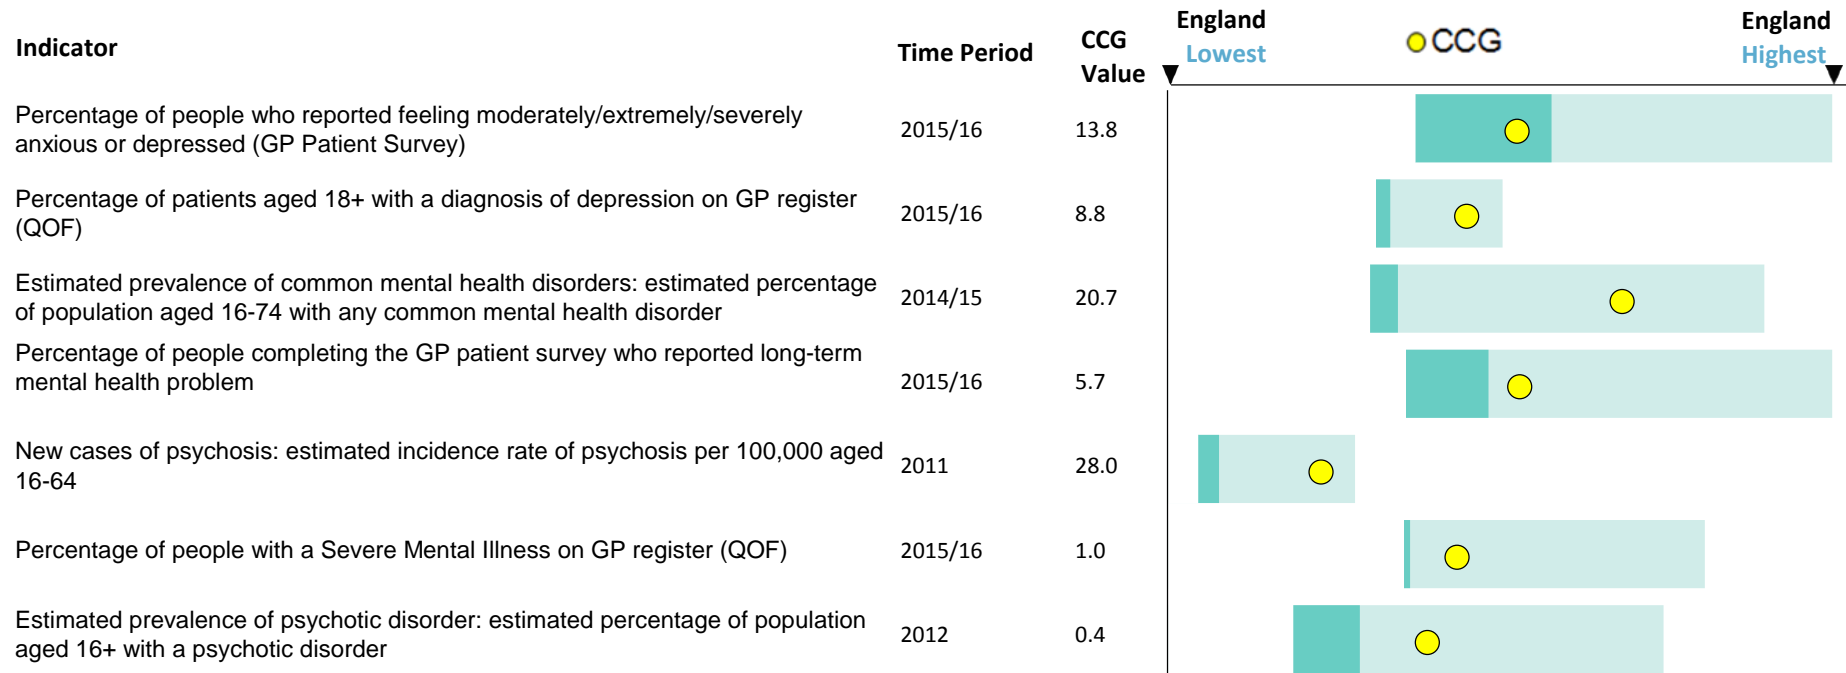 Indicator
Time Period
CCG
Value
England
Lowest
CCG
England
Highest
Percentage of people who reported feeling moderately/extremely/severely
anxious or depressed (GP Patient Survey)
2015/16
13.8
Percentage of patients aged 18+ with a diagnosis of depression on GP register
(QOF)
2015/16
8.8
Estimated prevalence of common mental health disorders: estimated percentage
of population aged 16-74 with any common mental health disorder
2014/15
20.7
Percentage of people completing the GP patient survey who reported long-term
mental health problem
2015/16
5.7
New cases of psychosis: estimated incidence rate of psychosis per 100,000 aged
16-64
2011
28.0
Percentage of people with a Severe Mental Illness on GP register (QOF)
2015/16
1.0
Estimated prevalence of psychotic disorder: estimated percentage of population
aged 16+ with a psychotic disorder
2012
0.4